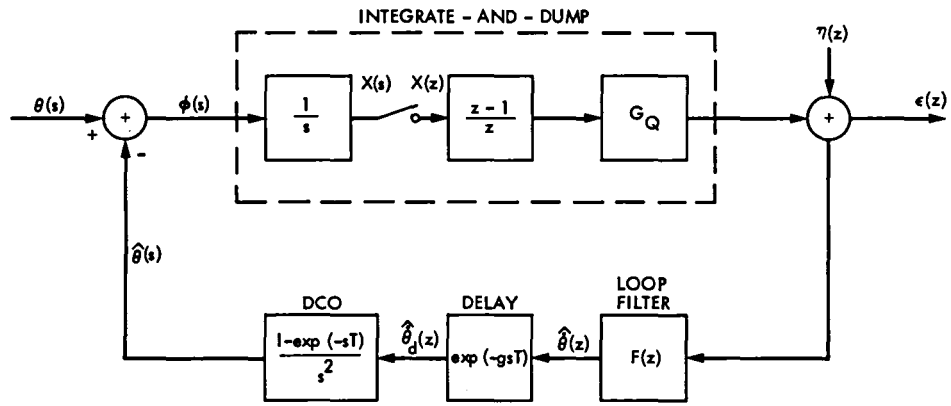 INTEGRATE - AND - DUMP
η(z)
θ(s)
+
+
-
ϕ(s)
1
s
X(s)
X(z)
z - 1
z
G_Q
+
ϵ(z)
θ̂(s)
DCO
1-exp (-sT)
s²
θ̂_d(z)
DELAY
exp (-gsT)
θ̂(z)
LOOP
FILTER
F(z)